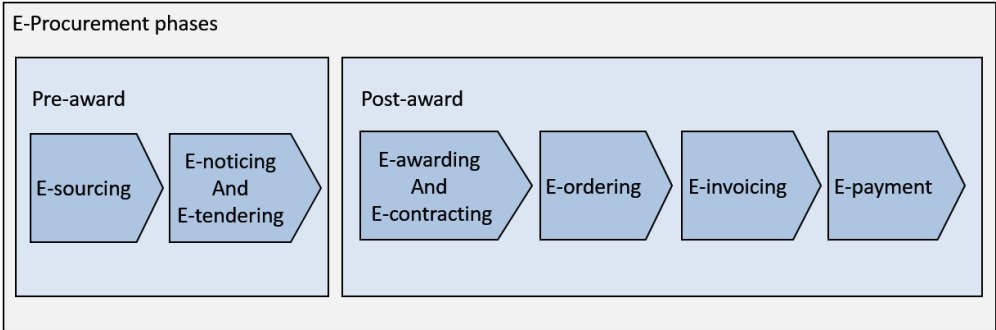 E-Procurement phases
Pre-award
E-sourcing
E-noticing
And
E-tendering
Post-award
E-awarding
And
E-contracting
E-ordering
E-invoicing
E-payment